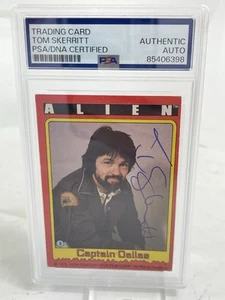 TRADING CARD
TOM SKERRITT
PSA/DNA CERTIFIED
PSA
AUTHENTIC
AUTO
85406398
ALIEN
Captain Dallas